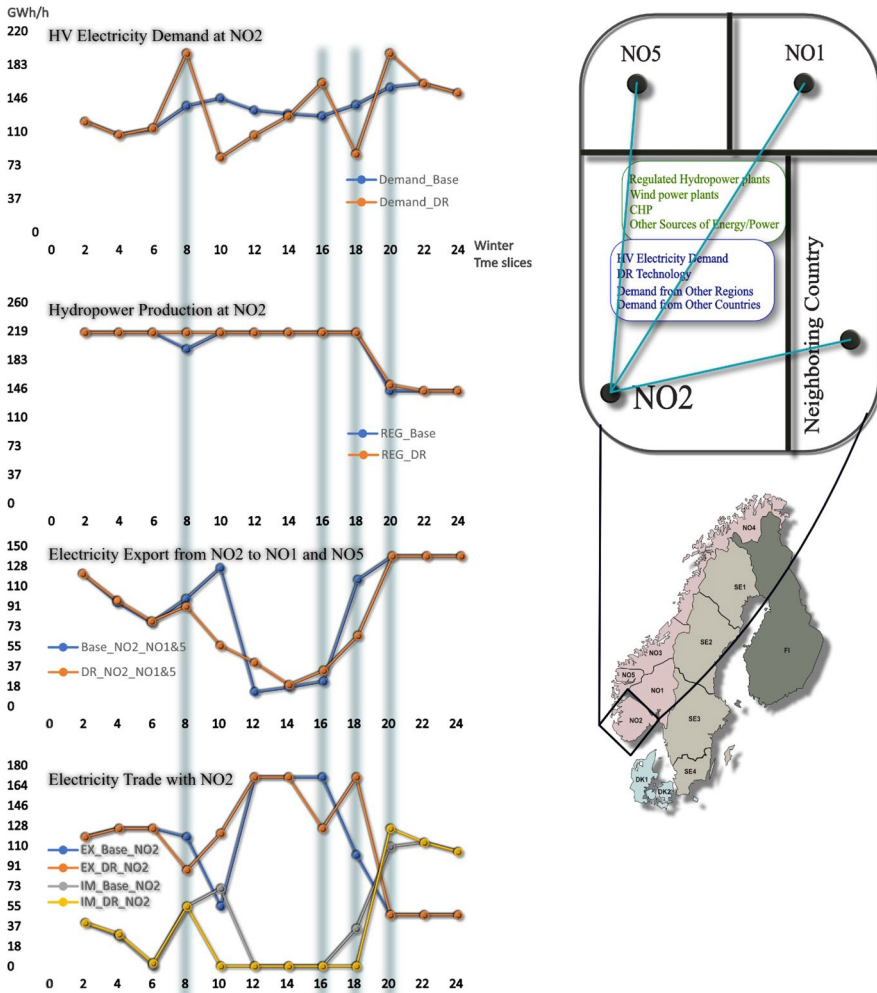 GWh/h
220
HV Electricity Demand at NO2
183
146
110
73
37
0
Demand_Base
Demand_DR
0 2 4 6 8 10 12 14 16 18 20 22 24 Winter
Tme slices
260
Hydropower Production at NO2
219
183
146
110
73
37
0
REG_Base
REG_DR
0 2 4 6 8 10 12 14 16 18 20 22 24
150
Electricity Export from NO2 to NO1 and NO5
128
110
91
73
55
37
18
0
Base_NO2_NO1&5
DR_NO2_NO1&5
0 2 4 6 8 10 12 14 16 18 20 22 24
180
Electricity Trade with NO2
164
146
128
110
91
73
55
37
18
0
EX_Base_NO2
EX_DR_NO2
IM_Base_NO2
IM_DR_NO2
0 2 4 6 8 10 12 14 16 18 20 22 24
NO5
NO1
Regulated Hydropower plants
Wind power plants
CHP
Other Sources of Energy/Power
HV Electricity Demand
DR Technology
Demand from Other Regions
Demand from Other Countries
NO2
Neighboring Country
NO4
SE1
SE2
FI
NO3
NO5
NO1
NO2
SE3
SE4
DK1
DK2